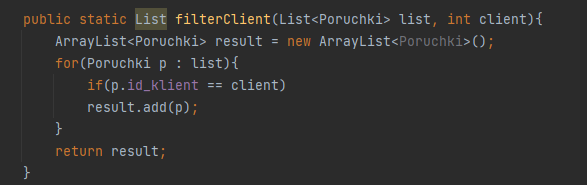 public static List filterClient(List<Poruchki> list, int client){
    ArrayList<Poruchki> result = new ArrayList<Poruchki>();
    for(Poruchki p : list){
        if(p.id_klient == client)
        result.add(p);
    }
    return result;
}